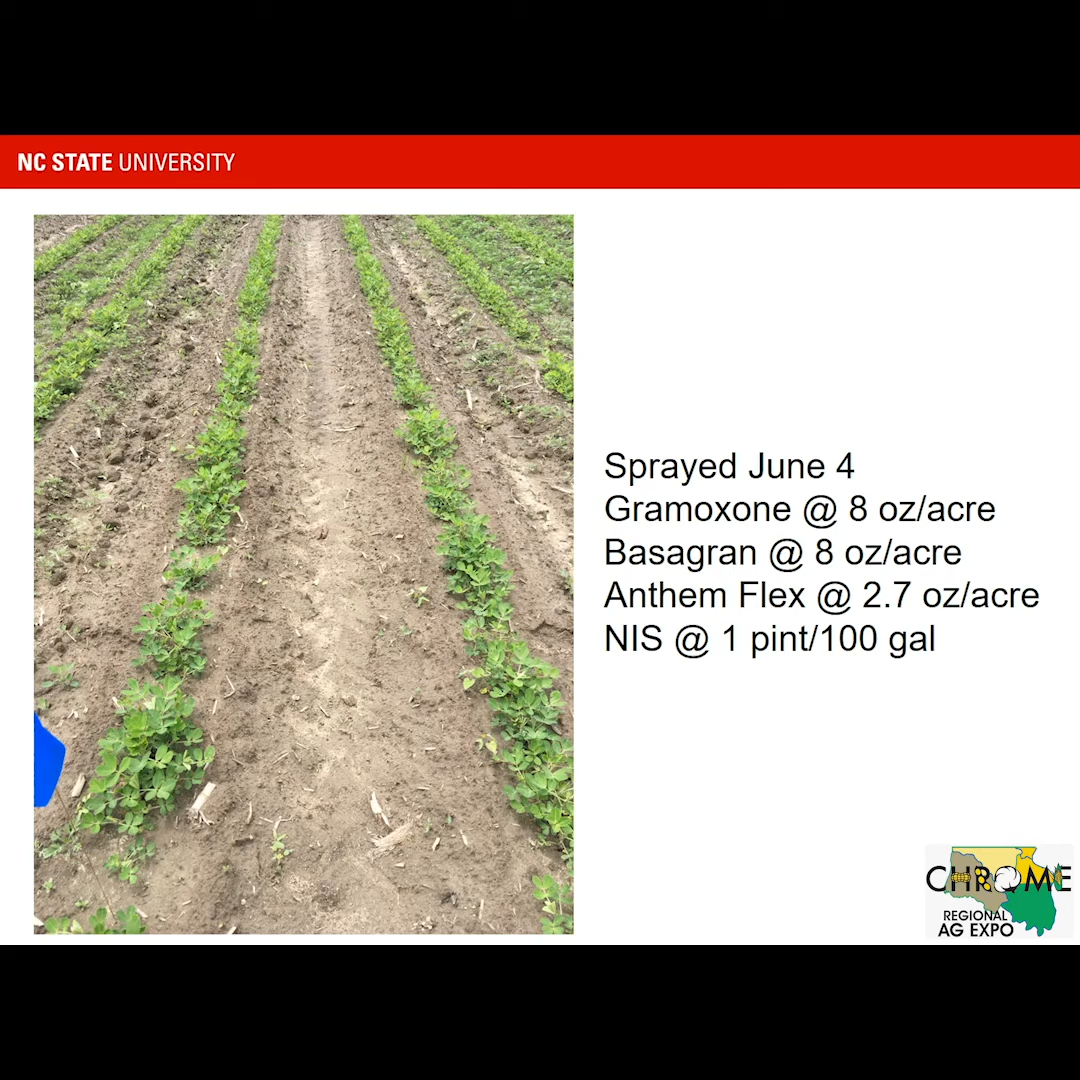 NC STATE UNIVERSITY
Sprayed June 4
Gramoxone @ 8 oz/acre
Basagran @ 8 oz/acre
Anthem Flex @ 2.7 oz/acre
NIS @ 1 pint/100 gal
CHROME
REGIONAL
AG EXPO